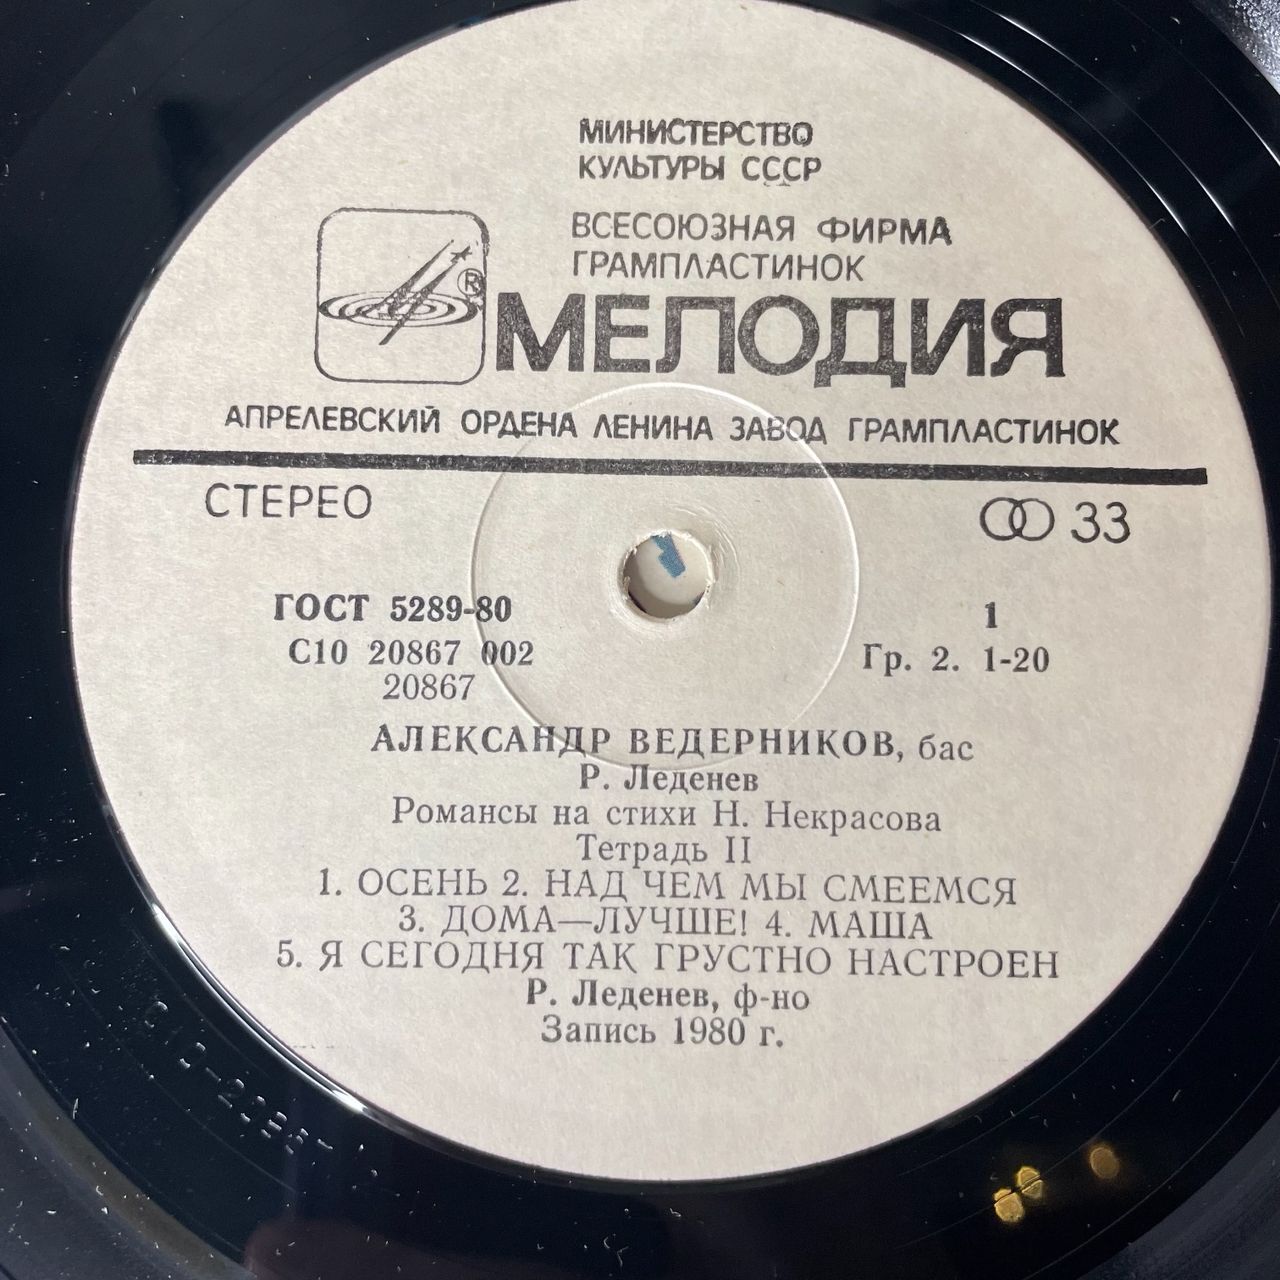 МИНИСТЕРСТВО
КУЛЬТУРЫ СССР
ВСЕСОЮЗНАЯ ФИРМА
ГРАМПЛАСТИНОК
®
МЕЛОДИЯ
АПРЕЛЕВСКИЙ ОРДЕНА ЛЕНИНА ЗАВОД ГРАМПЛАСТИНОК
СТЕРЕО
33
ГОСТ 5289-80
1
С10 20867 002
Гр. 2. 1-20
20867
АЛЕКСАНДР ВЕДЕРНИКОВ, бас
Р. Леденев
Романсы на стихи Н. Некрасова
Тетрадь II
1. ОСЕНЬ 2. НАД ЧЕМ МЫ СМЕЕМСЯ
3. ДОМА—ЛУЧШЕ! 4. МАША
5. Я СЕГОДНЯ ТАК ГРУСТНО НАСТРОЕН
Р. Леденев, ф-но
Запись 1980 г.